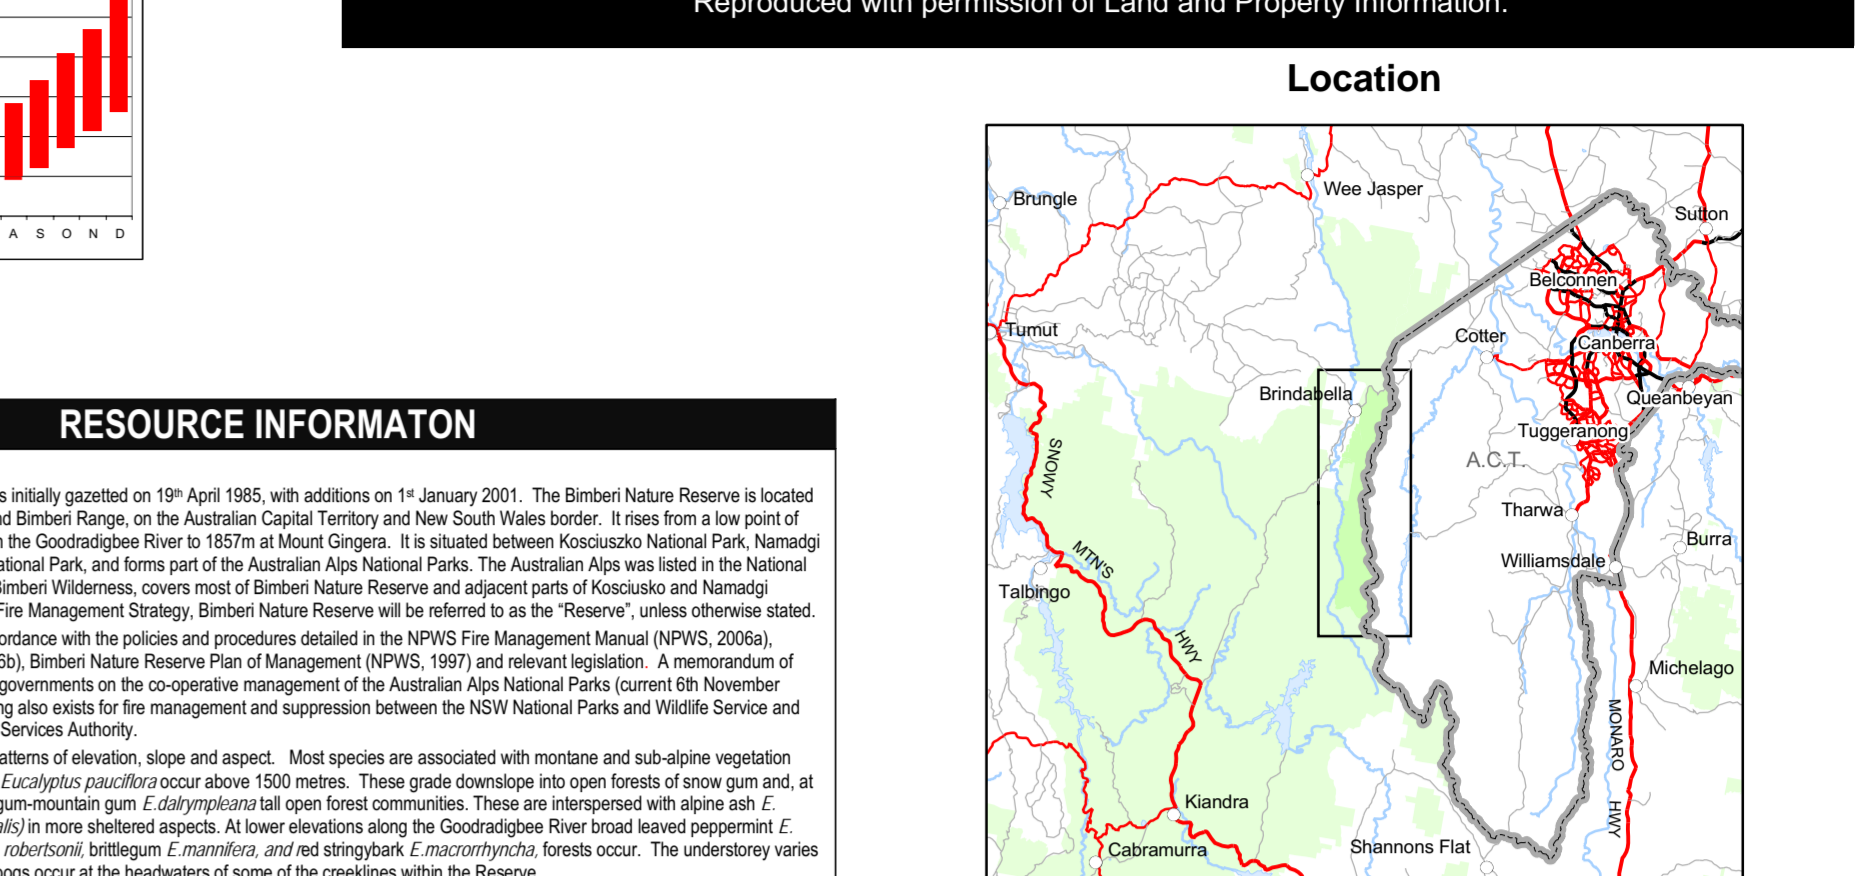 Reproduced with permission of Land and Property Information.
A S O N D
RESOURCE INFORMATON
s initially gazetted on 19th April 1985, with additions on 1st January 2001. The Bimberi Nature Reserve is located
nd Bimberi Range, on the Australian Capital Territory and New South Wales border. It rises from a low point of
n the Goodradigbee River to 1857m at Mount Gingera. It is situated between Kosciuszko National Park, Namadgi
ational Park, and forms part of the Australian Alps National Parks. The Australian Alps was listed in the National
Bimberi Wilderness, covers most of Bimberi Nature Reserve and adjacent parts of Kosciusko and Namadgi
Fire Management Strategy, Bimberi Nature Reserve will be referred to as the “Reserve”, unless otherwise stated.
ordance with the policies and procedures detailed in the NPWS Fire Management Manual (NPWS, 2006a),
6b), Bimberi Nature Reserve Plan of Management (NPWS, 1997) and relevant legislation. A memorandum of
governments on the co-operative management of the Australian Alps National Parks (current 6th November
ng also exists for fire management and suppression between the NSW National Parks and Wildlife Service and
Services Authority.
atterns of elevation, slope and aspect. Most species are associated with montane and sub-alpine vegetation
Eucalyptus pauciflora occur above 1500 metres. These grade downslope into open forests of snow gum and, at
gum-mountain gum E.dalrympleana tall open forest communities. These are interspersed with alpine ash E.
alis) in more sheltered aspects. At lower elevations along the Goodradigbee River broad leaved peppermint E.
robertsonii, brittlegum E.mannifera, and red stringybark E.macrorrhyncha, forests occur. The understorey varies
bogs occur at the headwaters of some of the creeklines within the Reserve.
Location
Wee Jasper
Brungle
Sutton
Belconnen
Tumut
Cotter
Canberra
Brindabella
Queanbeyan
Tuggeranong
SNOWY
A.C.T.
Tharwa
Burra
MTN'S
Williamsdale
Talbingo
HWY
Michelago
MONARO
Kiandra
HWY
Shannons Flat
Cabramurra